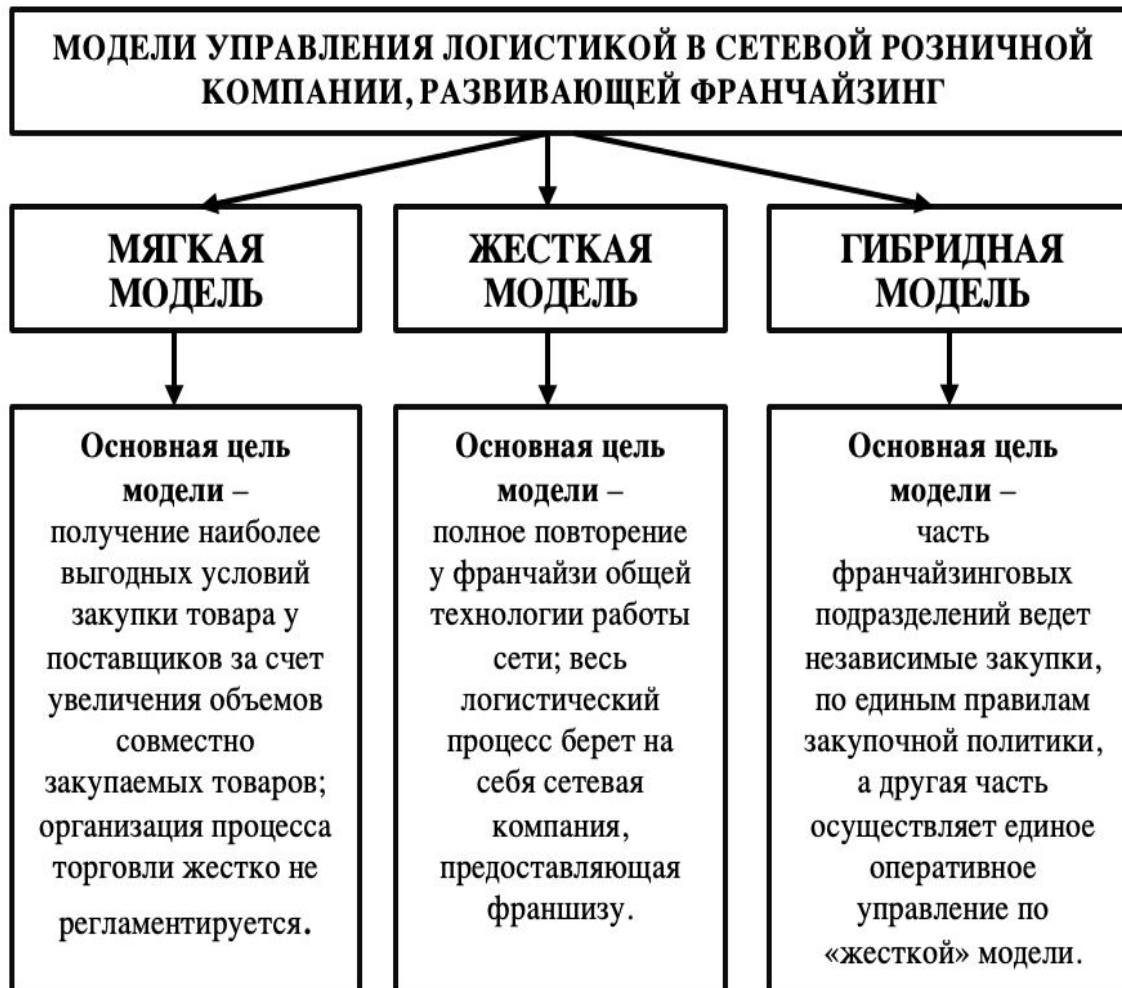 МОДЕЛИ УПРАВЛЕНИЯ ЛОГИСТИКОЙ В СЕТЕВОЙ РОЗНИЧНОЙ
КОМПАНИИ, РАЗВИВАЮЩЕЙ ФРАНЧАЙЗИНГ
МЯГКАЯ
МОДЕЛЬ
ЖЕСТКАЯ
МОДЕЛЬ
ГИБРИДНАЯ
МОДЕЛЬ
Основная цель
модели –
получение наиболее
выгодных условий
закупки товара у
поставщиков за счет
увеличения объемов
совместно
закупаемых товаров;
организация процесса
торговли жестко не
регламентируется.
Основная цель
модели –
полное повторение
у франчайзи общей
технологии работы
сети; весь
логистический
процесс берет на
себя сетевая
компания,
предоставляющая
франшизу.
Основная цель
модели –
часть
франчайзинговых
подразделений ведет
независимые закупки,
по единым правилам
закупочной политики,
а другая часть
осуществляет единое
оперативное
управление по
«жесткой» модели.